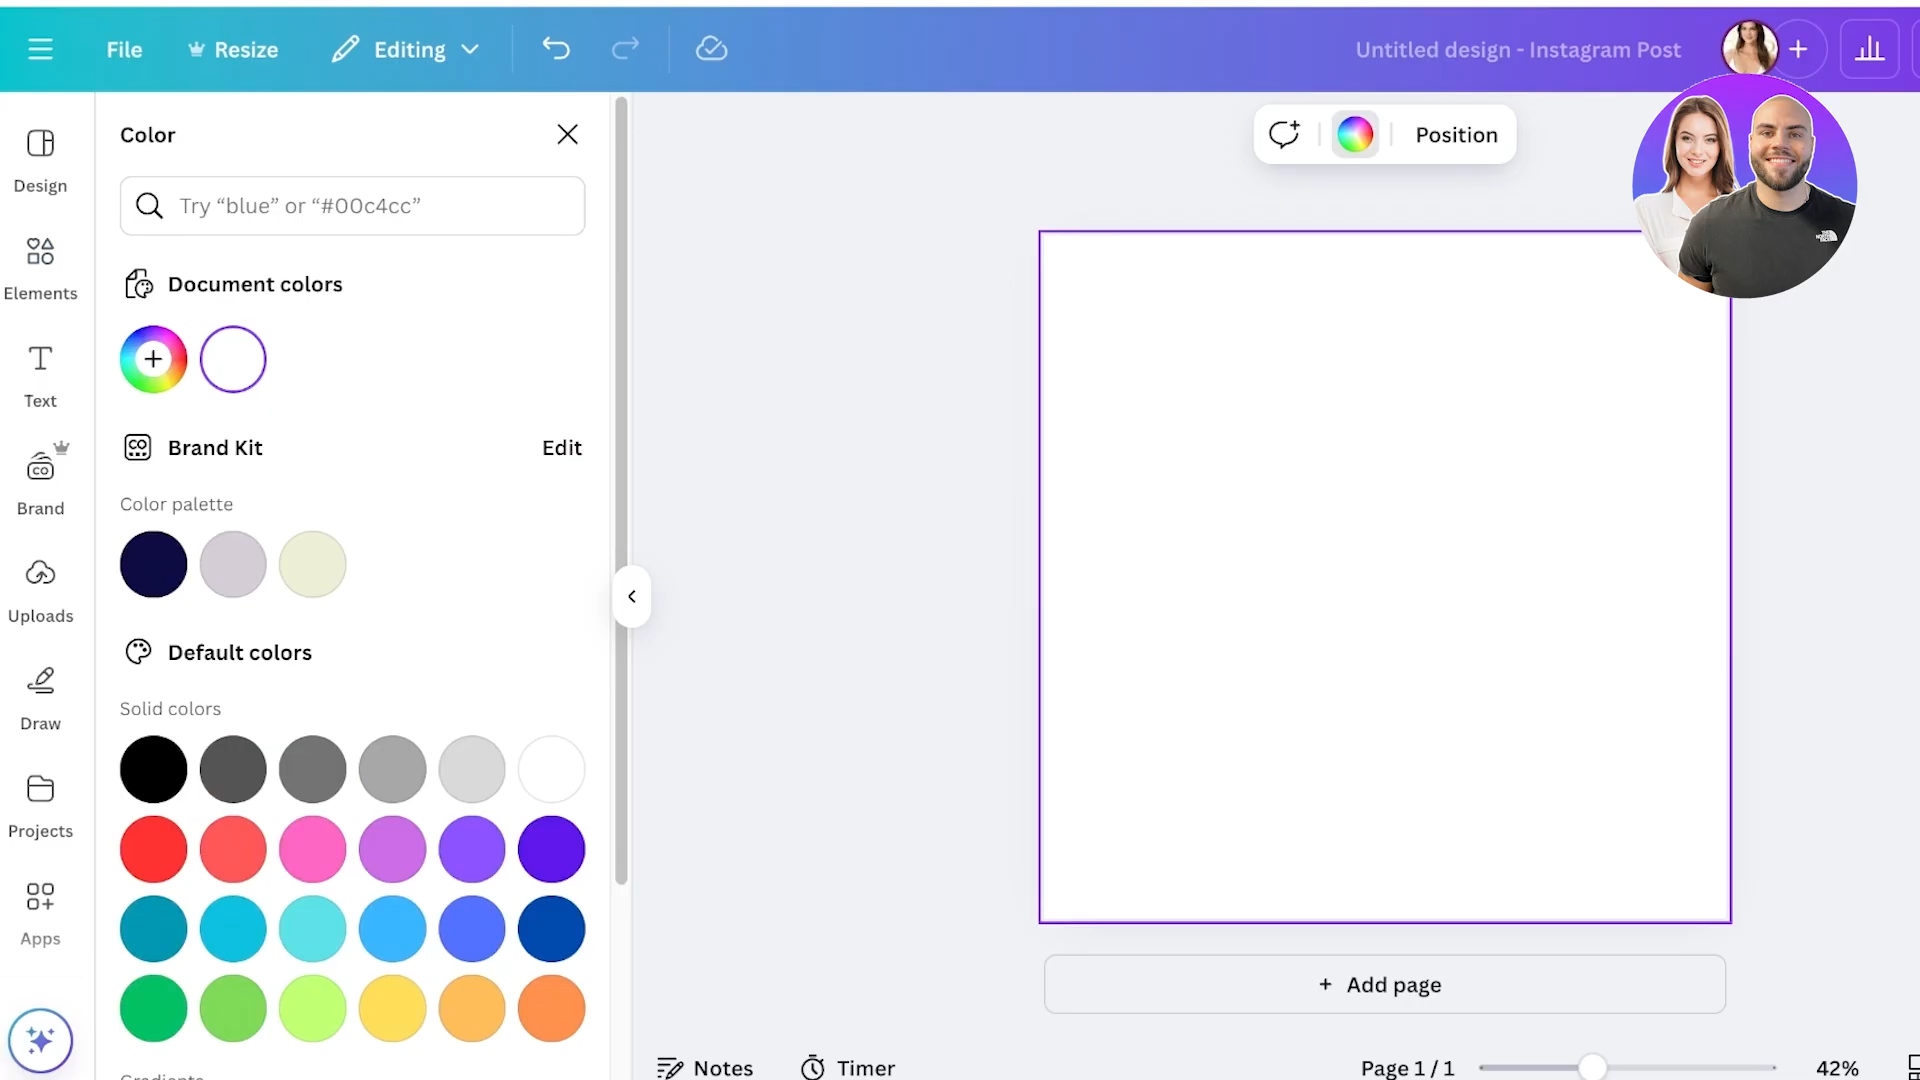 File
Resize
Editing
Untitled design - Instagram Post
Design
Elements
Text
Brand
Uploads
Draw
Projects
Apps
Color
Try “blue” or “#00c4cc”
Document colors
Brand Kit
Edit
Color palette
Default colors
Solid colors
Gradients
Position
+ Add page
Notes
Timer
Page 1 / 1
42%